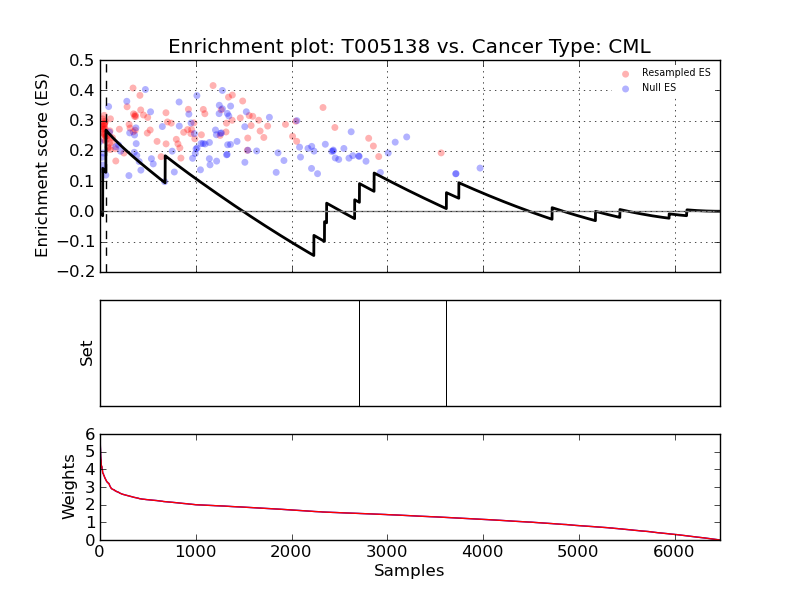 Enrichment plot: T005138 vs. Cancer Type: CML
Enrichment score (ES)
0.5
0.4
0.3
0.2
0.1
0.0
−0.1
−0.2
Resampled ES
Null ES
Set
Weights
6
5
4
3
2
1
0
0 1000 2000 3000 4000 5000 6000
Samples